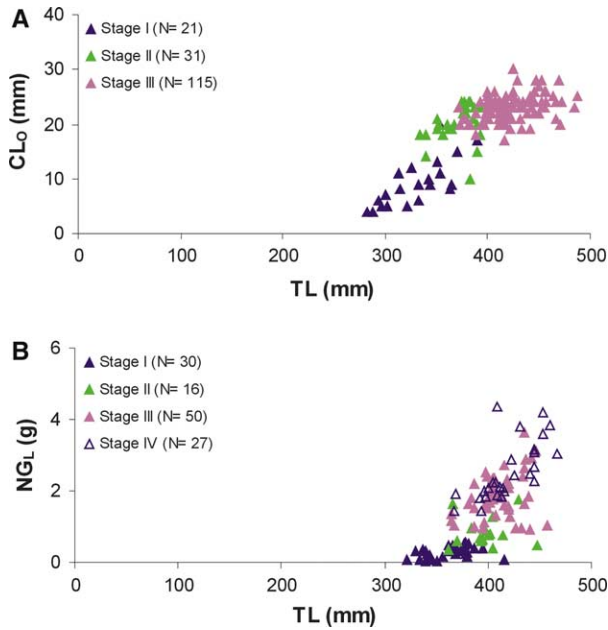 A
40
30
20
10
0
CLO (mm)
Stage I (N= 21)
Stage II (N= 31)
Stage III (N= 115)
0 100 200 300 400 500
TL (mm)
B
6
4
2
0
NGL (g)
Stage I (N= 30)
Stage II (N= 16)
Stage III (N= 50)
Stage IV (N= 27)
0 100 200 300 400 500
TL (mm)